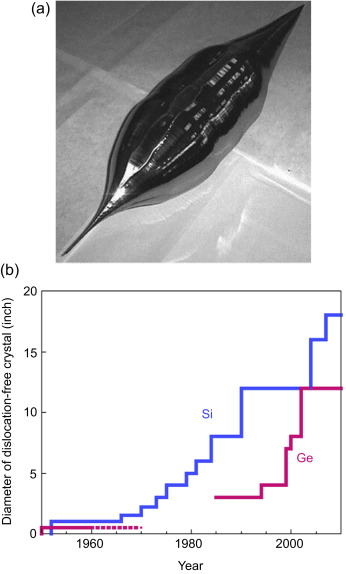 (a)
(b)
Diameter of dislocation-free crystal (inch)
20
15
10
5
0
Si
Ge
1960
1980
2000
Year